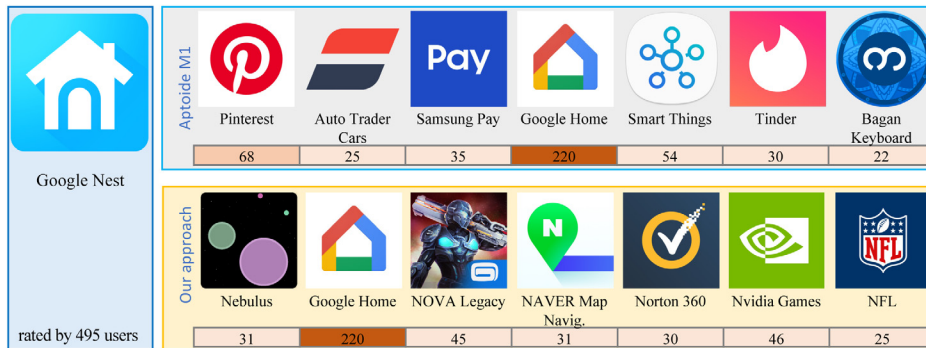 Google Nest
rated by 495 users
Aptoide M1
Pay
Pinterest
Auto Trader
Cars
Samsung Pay
Google Home
Smart Things
Tinder
Bagan
Keyboard
68 25 35 220 54 30 22
Our approach
N
NFL
Nebulus
Google Home
NOVA Legacy
NAVER Map
Navig.
Norton 360
Nvidia Games
NFL
31 220 45 31 30 46 25